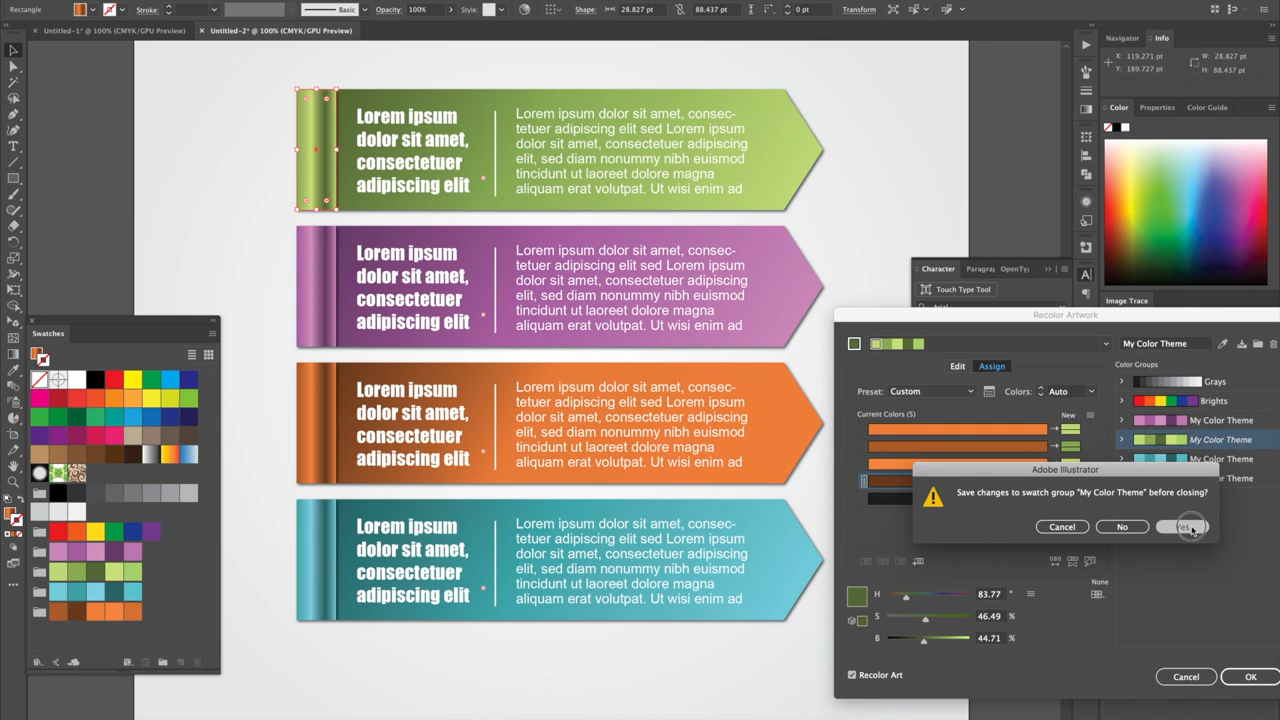 Rectangle
Stroke:
Basic
Opacity: 100%
Style:
Shape: 28.827 pt 88.437 pt 0 pt
Transform
× Untitled-1* @ 100% (CMYK/GPU Preview)
× Untitled-2* @ 100% (CMYK/GPU Preview)
Navigator
Info
X: 119.271 pt
Y: 189.727 pt
W: 28.827 pt
H: 88.437 pt
Color
Properties
Color Guide
Lorem ipsum
dolor sit amet,
consectetuer
adipiscing elit
Lorem ipsum dolor sit amet, consec-
tetuer adipiscing elit sed Lorem ipsum
dolor sit amet, consectetuer adipiscing
elit, sed diam nonummy nibh euismod
tincidunt ut laoreet dolore magna
aliquam erat volutpat. Ut wisi enim ad
Lorem ipsum
dolor sit amet,
consectetuer
adipiscing elit
Lorem ipsum dolor sit amet, consec-
tetuer adipiscing elit sed Lorem ipsum
dolor sit amet, consectetuer adipiscing
elit, sed diam nonummy nibh euismod
tincidunt ut laoreet dolore magna
aliquam erat volutpat. Ut wisi enim ad
Lorem ipsum
dolor sit amet,
consectetuer
adipiscing elit
Lorem ipsum dolor sit amet, consec-
tetuer adipiscing elit sed Lorem ipsum
dolor sit amet, consectetuer adipiscing
elit, sed diam nonummy nibh euismod
tincidunt ut laoreet dolore magna
aliquam erat volutpat. Ut wisi enim ad
Lorem ipsum
dolor sit amet,
consectetuer
adipiscing elit
Lorem ipsum dolor sit amet, consec-
tetuer adipiscing elit sed Lorem ipsum
dolor sit amet, consectetuer adipiscing
elit, sed diam nonummy nibh euismod
tincidunt ut laoreet dolore magna
aliquam erat volutpat. Ut wisi enim ad
Swatches
Character
Paragra
OpenTy
Touch Type Tool
Image Trace
Recolor Artwork
My Color Theme
Edit
Assign
Color Groups
Preset: Custom
Colors: Auto
Grays
Brights
My Color Theme
My Color Theme
My Color Theme
Current Colors (5)
New
Adobe Illustrator
Save changes to swatch group "My Color Theme" before closing?
Cancel
No
Yes
None
H 83.77 °
S 46.49 %
B 44.71 %
Recolor Art
Cancel
OK